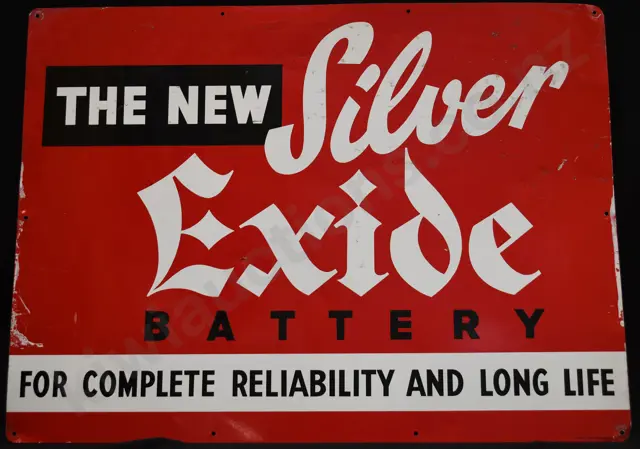 THE NEW Silver
Exide
BATTERY
FOR COMPLETE RELIABILITY AND LONG LIFE